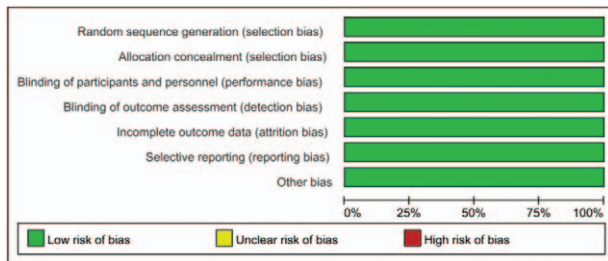 Random sequence generation (selection bias)
Allocation concealment (selection bias)
Blinding of participants and personnel (performance bias)
Blinding of outcome assessment (detection bias)
Incomplete outcome data (attrition bias)
Selective reporting (reporting bias)
Other bias
0% 25% 50% 75% 100%
Low risk of bias Unclear risk of bias High risk of bias